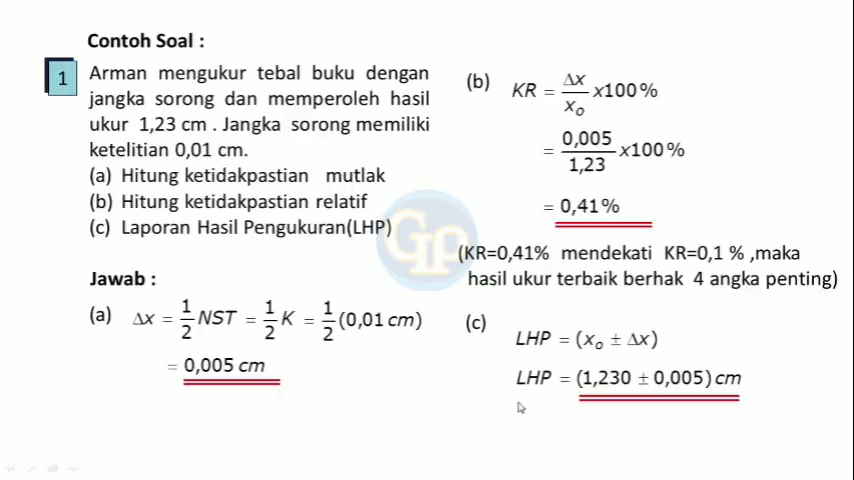 Contoh Soal :
1
Arman mengukur tebal buku dengan
jangka sorong dan memperoleh hasil
ukur 1,23 cm . Jangka sorong memiliki
ketelitian 0,01 cm.
(a) Hitung ketidakpastian mutlak
(b) Hitung ketidakpastian relatif
(c) Laporan Hasil Pengukuran(LHP)
Jawab :
(a) Δx = 1/2 NST = 1/2 K = 1/2 (0,01 cm)
= 0,005 cm
(b) KR = Δx/xo x100%
= 0,005/1,23 x100%
= 0,41%
(KR=0,41% mendekati KR=0,1 % ,maka
hasil ukur terbaik berhak 4 angka penting)
(c)
LHP = (xo ± Δx)
LHP = (1,230 ± 0,005) cm